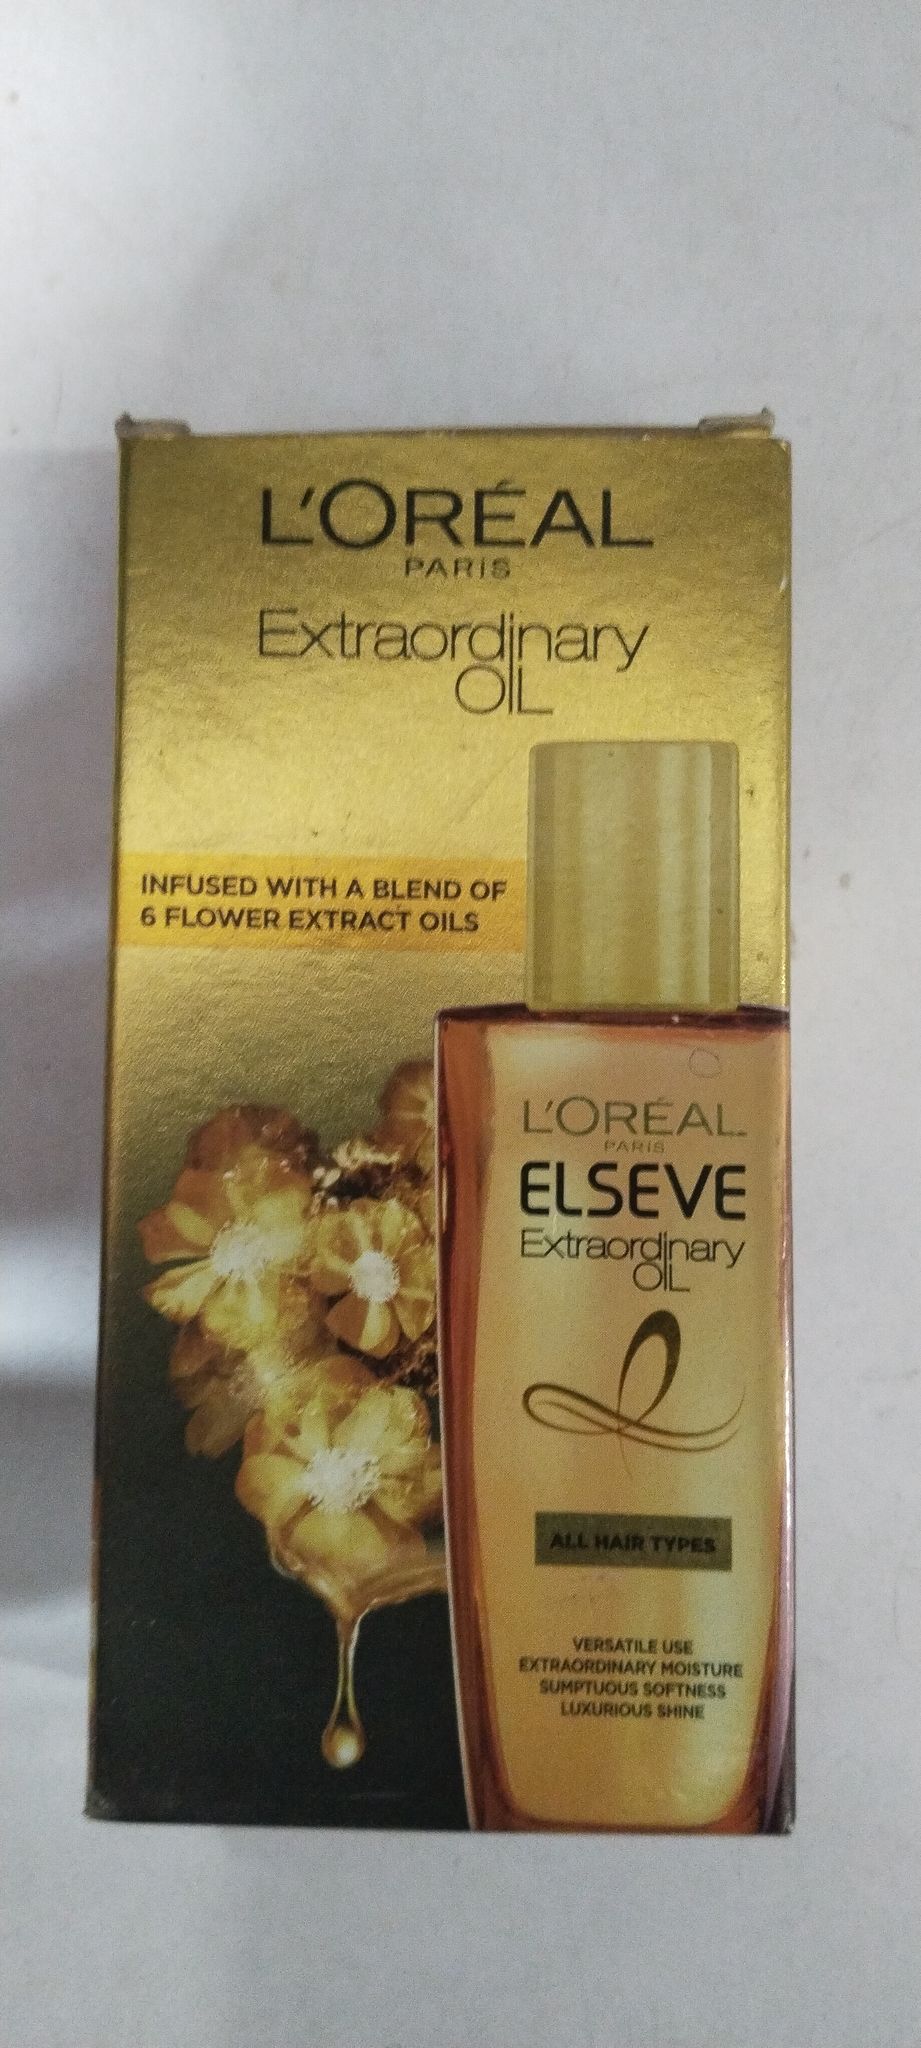 L'ORÉAL
PARIS
Extraordinary
OIL
INFUSED WITH A BLEND OF
6 FLOWER EXTRACT OILS
L'ORÉAL
PARIS
ELSEVE
Extraordinary
OIL
ALL HAIR TYPES
VERSATILE USE
EXTRAORDINARY MOISTURE
SUMPTUOUS SOFTNESS
LUXURIOUS SHINE